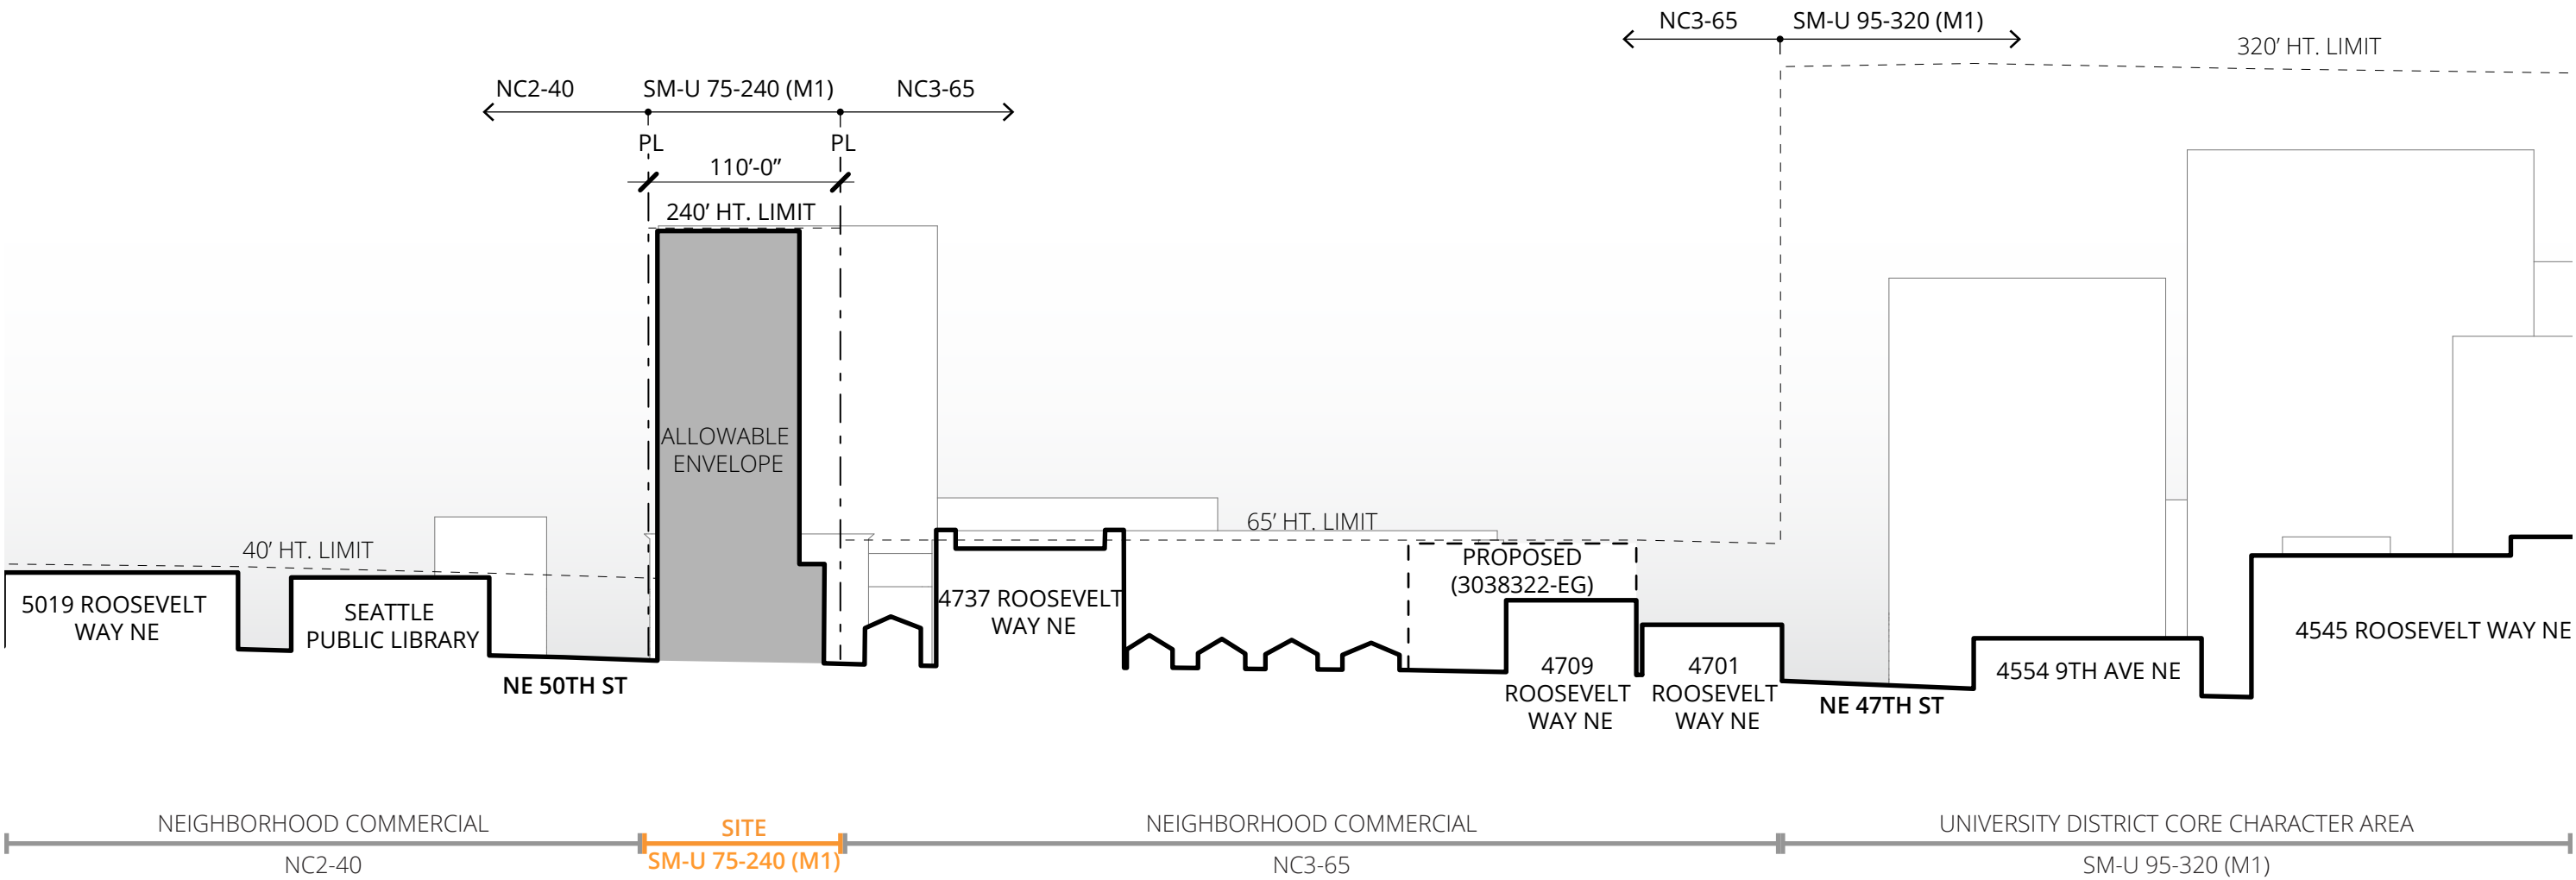 NC3-65
SM-U 95-320 (M1)
320’ HT. LIMIT
NC2-40
SM-U 75-240 (M1)
NC3-65
PL
PL
110’-0”
240’ HT. LIMIT
ALLOWABLE
ENVELOPE
40’ HT. LIMIT
65’ HT. LIMIT
5019 ROOSEVELT
WAY NE
SEATTLE
PUBLIC LIBRARY
4737 ROOSEVELT
WAY NE
PROPOSED
(3038322-EG)
4709
ROOSEVELT
WAY NE
4701
ROOSEVELT
WAY NE
4554 9TH AVE NE
4545 ROOSEVELT WAY NE
NE 50TH ST
NE 47TH ST
NEIGHBORHOOD COMMERCIAL
NC2-40
SITE
SM-U 75-240 (M1)
NEIGHBORHOOD COMMERCIAL
NC3-65
UNIVERSITY DISTRICT CORE CHARACTER AREA
SM-U 95-320 (M1)